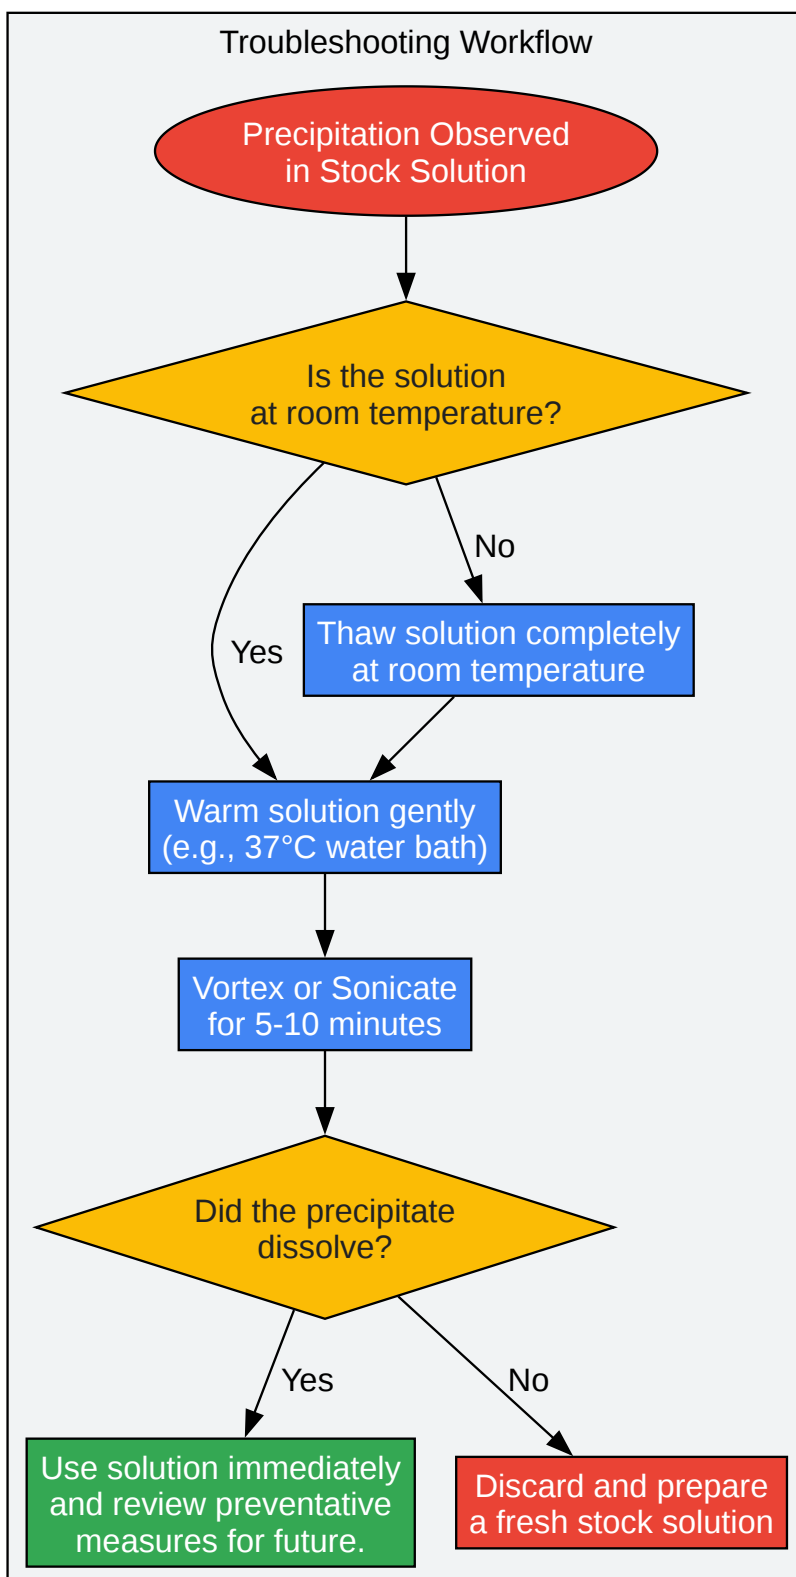 Troubleshooting Workflow
Precipitation Observed
in Stock Solution
Is the solution
at room temperature?
No
Yes
Thaw solution completely
at room temperature
Warm solution gently
(e.g., 37°C water bath)
Vortex or Sonicate
for 5-10 minutes
Did the precipitate
dissolve?
Yes
No
Use solution immediately
and review preventative
measures for future.
Discard and prepare
a fresh stock solution